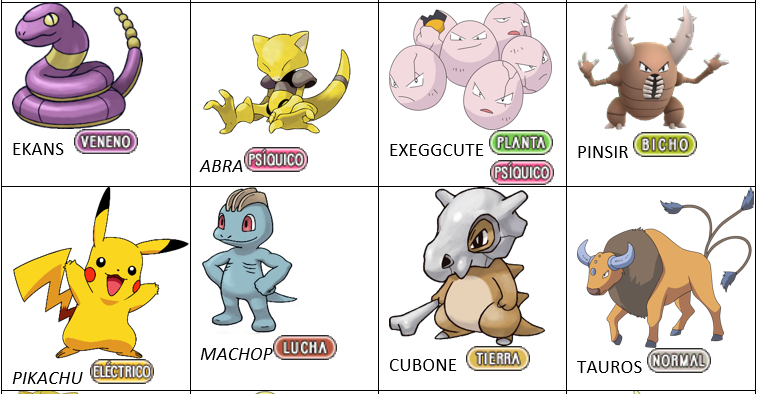 EKANS VENENO
ABRA PSÍQUICO
EXEGGCUTE PLANTA
PSÍQUICO
PINSIR BICHO
PIKACHU ELÉCTRICO
MACHOP LUCHA
CUBONE TIERRA
TAUROS NORMAL